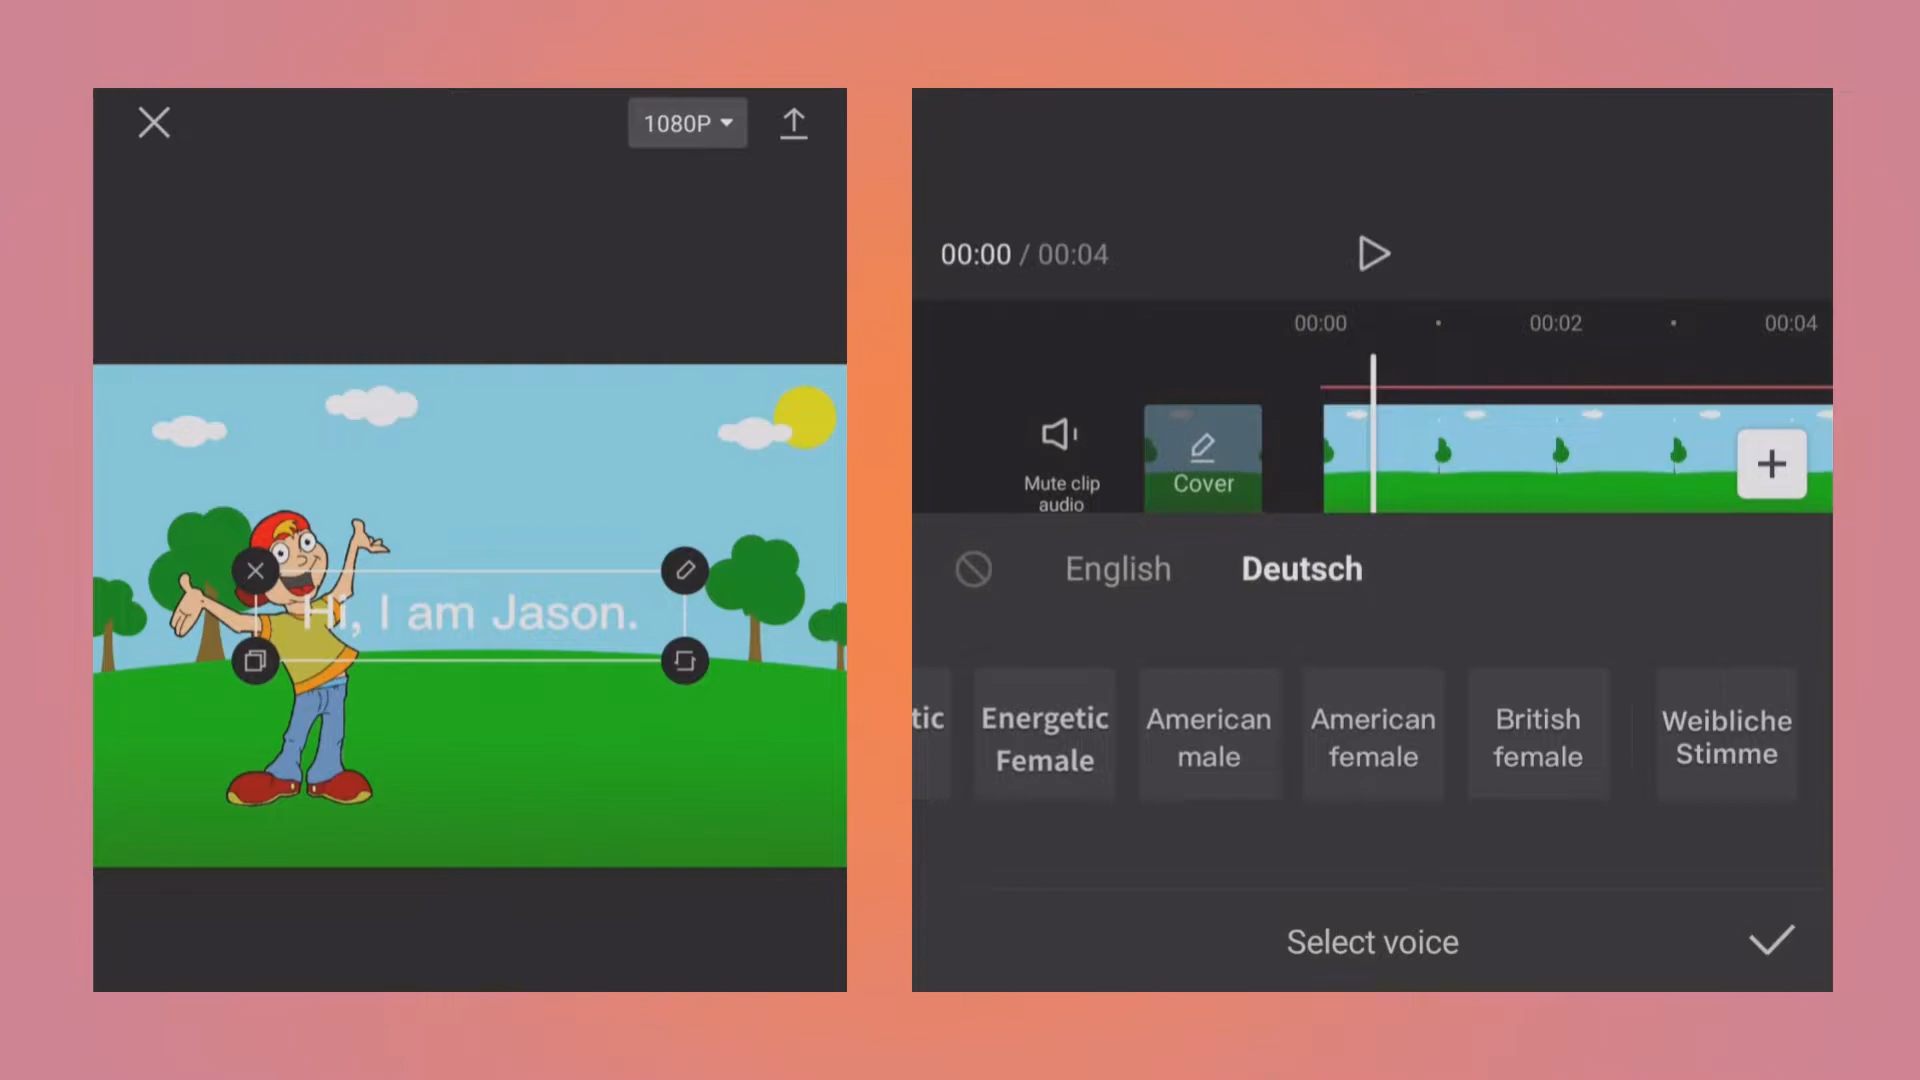 1080P
Hi, I am Jason.
00:00 / 00:04
00:00 00:02 00:04
Mute clip
audio
Cover
English Deutsch
tic
Energetic
Female
American
male
American
female
British
female
Weibliche
Stimme
Select voice